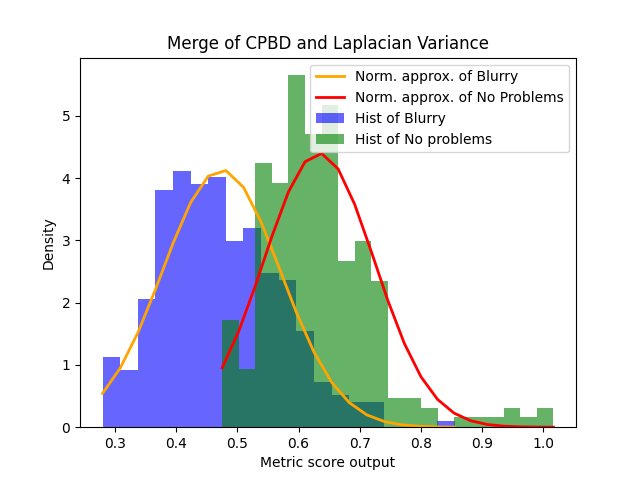 Merge of CPBD and Laplacian Variance
Norm. approx. of Blurry
Norm. approx. of No Problems
Hist of Blurry
Hist of No problems
Density
5
4
3
2
1
0
0.3 0.4 0.5 0.6 0.7 0.8 0.9 1.0
Metric score output